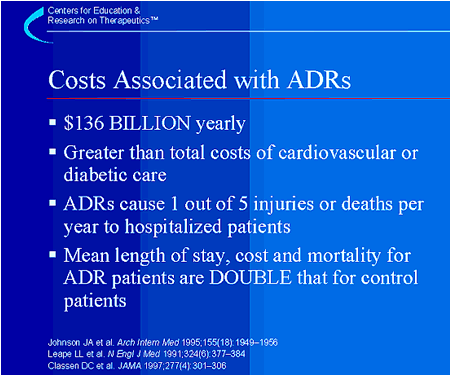 Centers for Education &
Research on Therapeutics™
Costs Associated with ADRs
▪ $136 BILLION yearly
▪ Greater than total costs of cardiovascular or
diabetic care
▪ ADRs cause 1 out of 5 injuries or deaths per
year to hospitalized patients
▪ Mean length of stay, cost and mortality for
ADR patients are DOUBLE that for control
patients
Johnson JA et al. Arch Intern Med 1995;155(18):1949–1956
Leape LL et al. N Engl J Med 1991;324(6):377–384
Classen DC et al. JAMA 1997;277(4):301–306